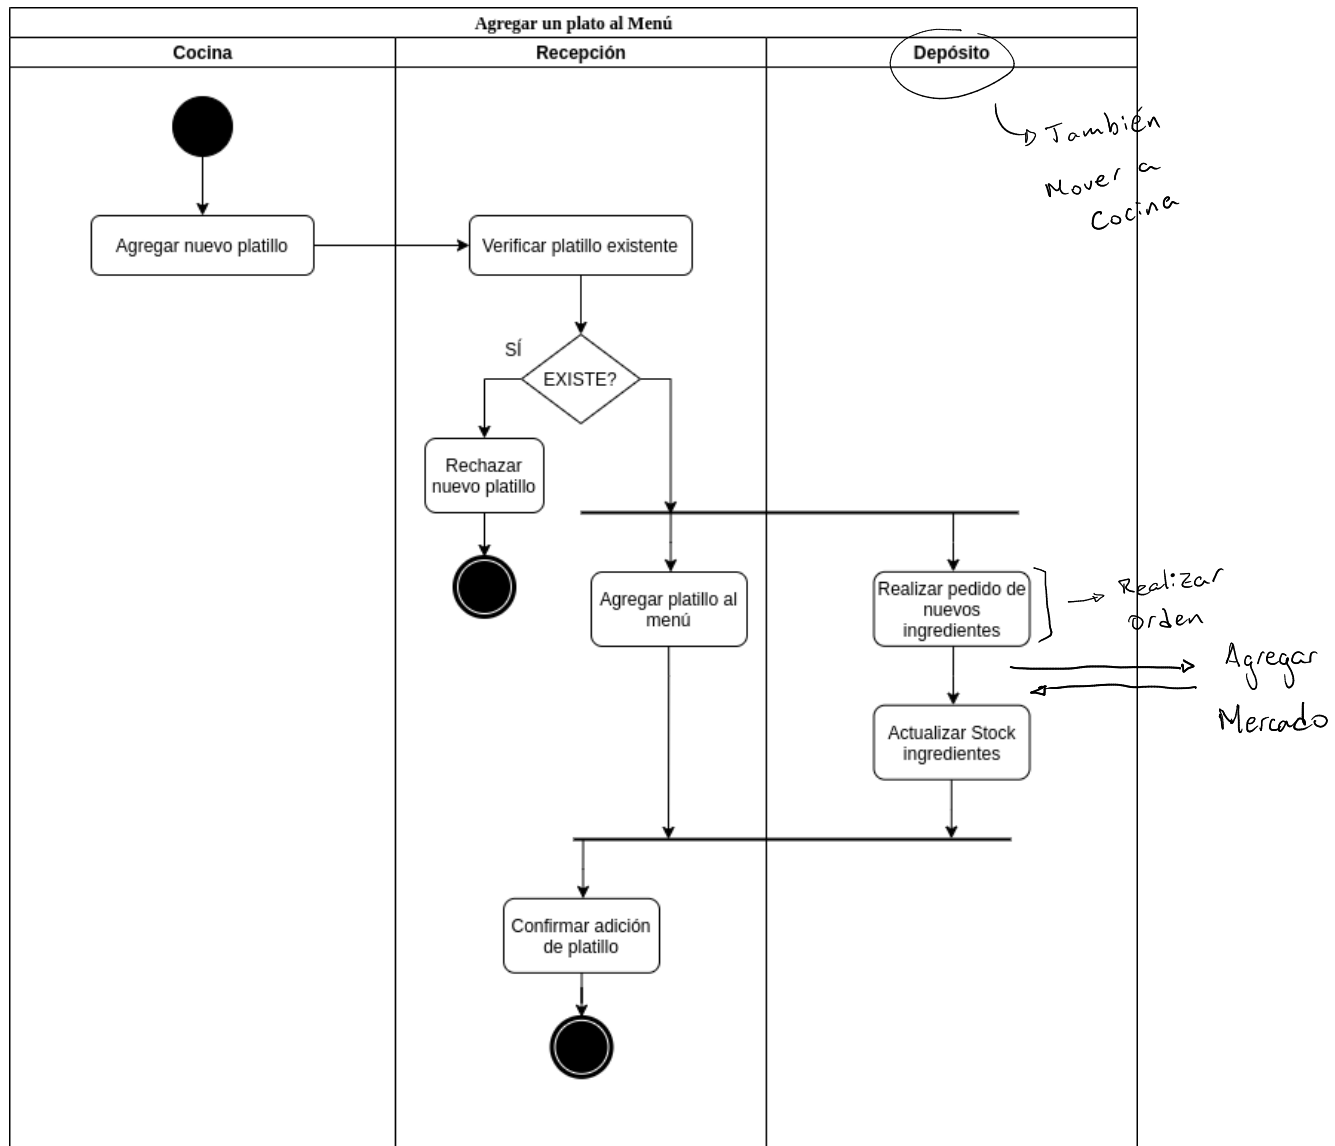 Agregar un plato al Menú
Cocina
Recepción
Depósito
También
Mover a
Cocina
Agregar nuevo platillo
Verificar platillo existente
SÍ
EXISTE?
Rechazar
nuevo platillo
Agregar platillo al
menú
Realizar pedido de
nuevos
ingredientes
Realizar
orden
Agregar
Mercado
Actualizar Stock
ingredientes
Confirmar adición
de platillo